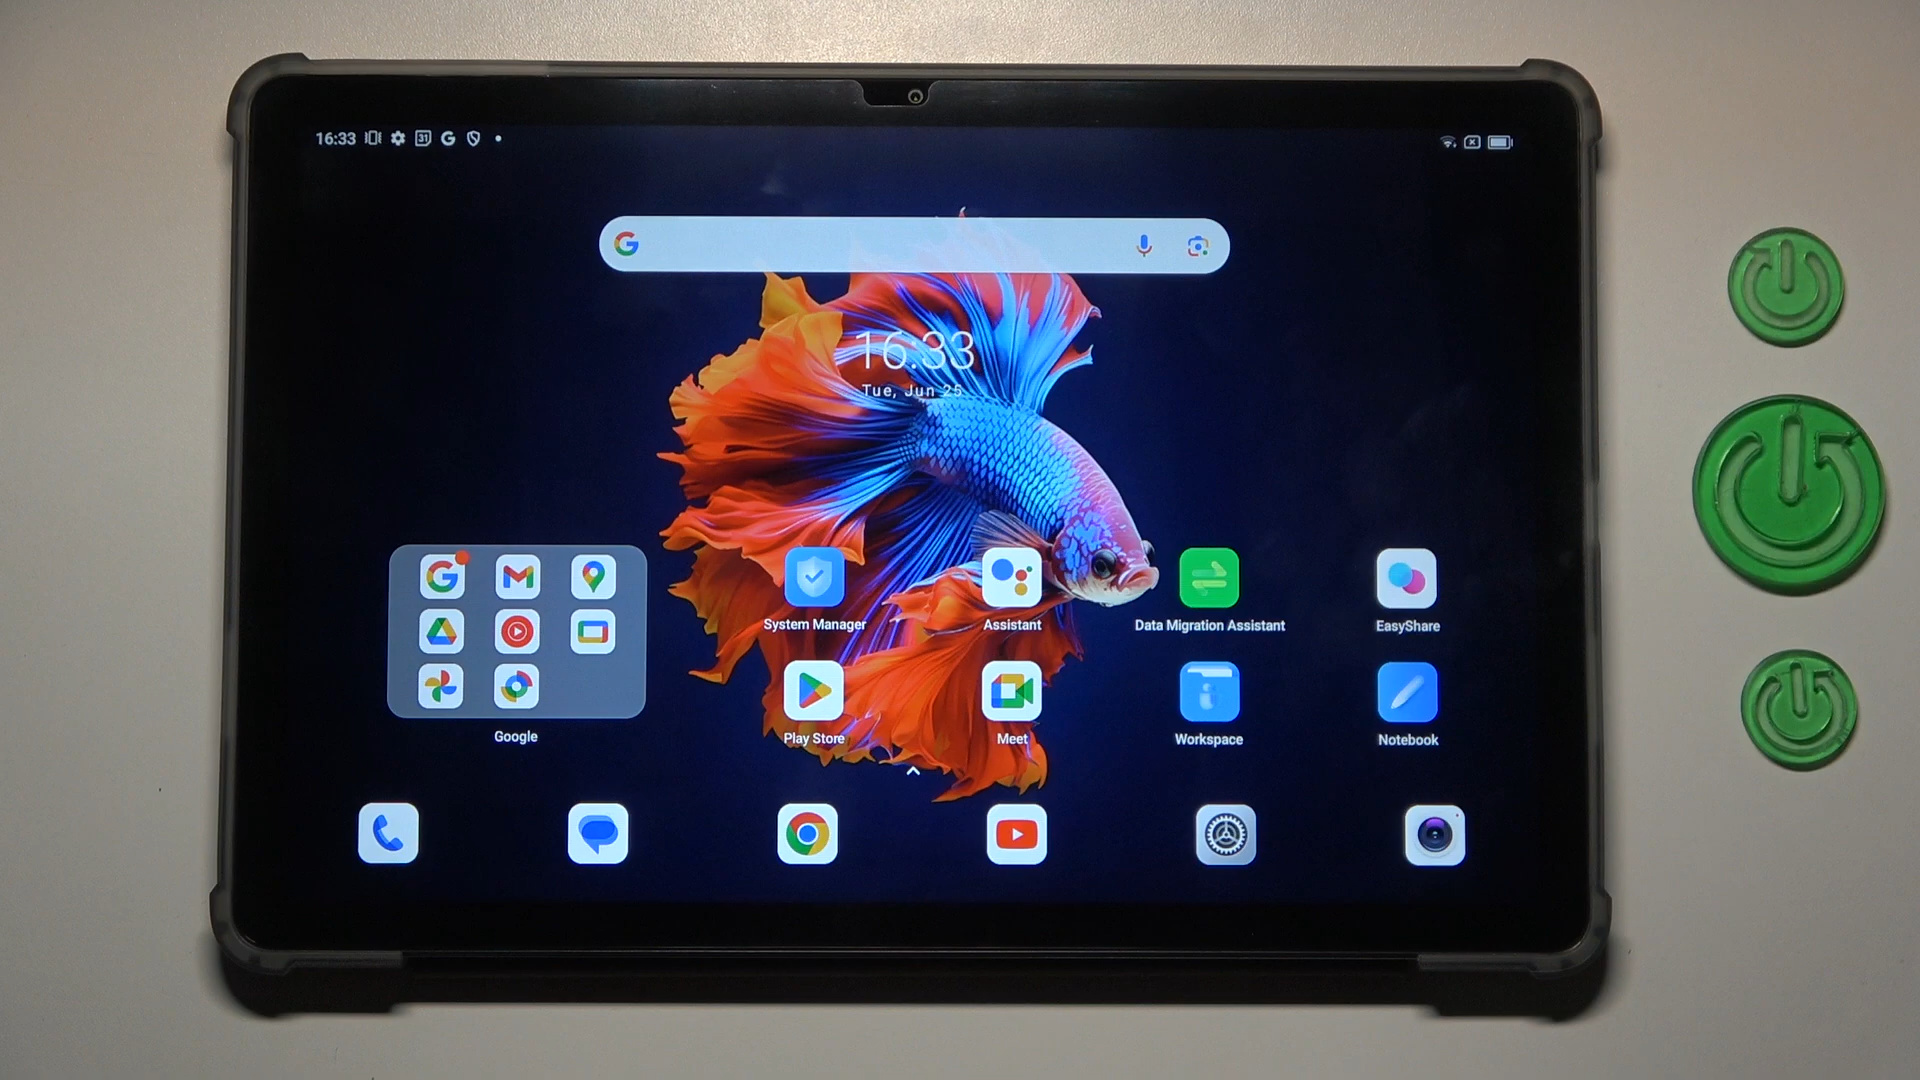 16:33
31
16:33
Tue, Jun 25
System Manager
Assistant
Data Migration Assistant
EasyShare
Google
Play Store
Meet
Workspace
Notebook